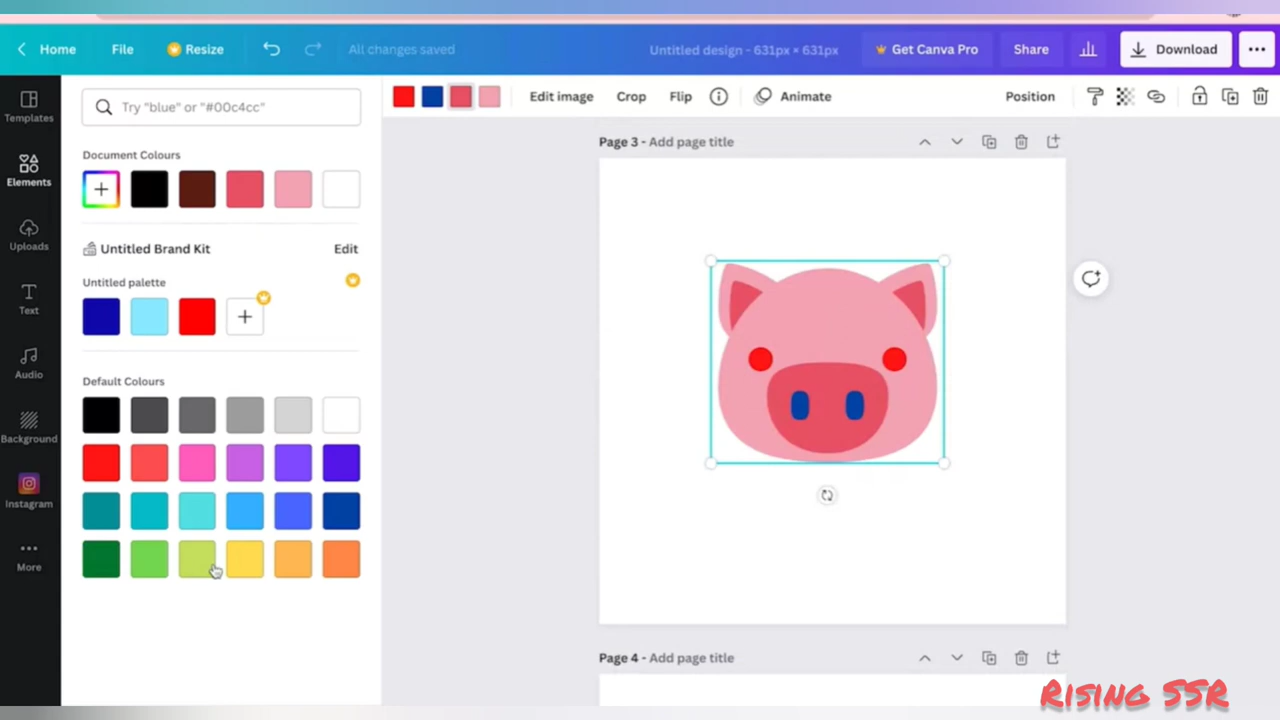 Home File Resize All changes saved Untitled design - 631px × 631px Get Canva Pro Share Download
Templates
Elements
Uploads
Text
Audio
Background
Instagram
More
Try "blue" or "#00c4cc"
Document Colours
Untitled Brand Kit Edit
Untitled palette
Default Colours
Edit image Crop Flip Animate Position
Page 3 - Add page title
Page 4 - Add page title
RISING SSR